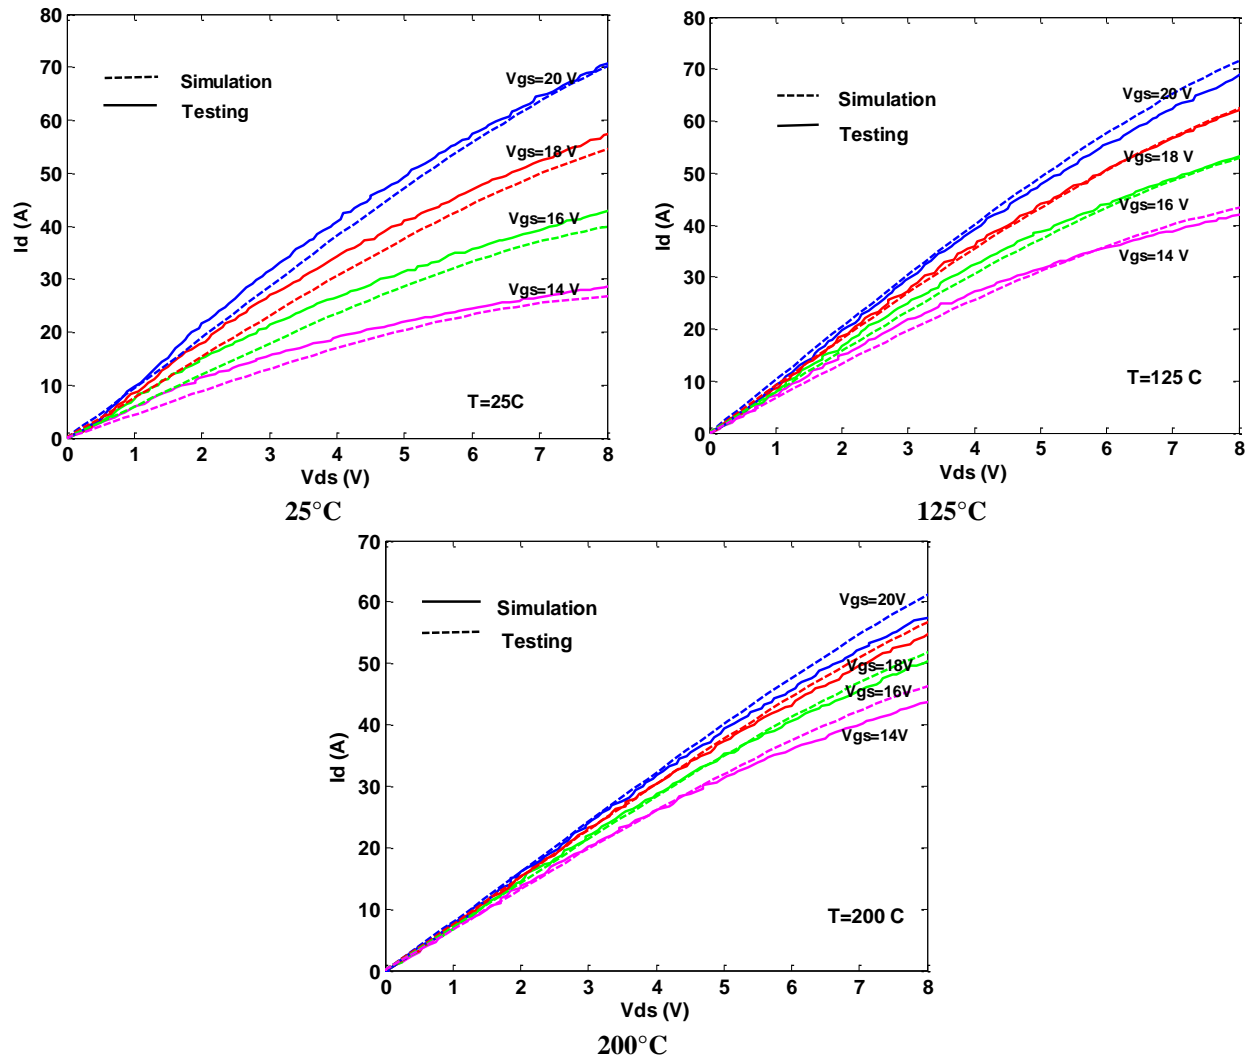 80
70
60
50
40
30
20
10
0
Id (A)
Simulation
Testing
Vgs=20 V
Vgs=18 V
Vgs=16 V
Vgs=14 V
T=25C
0 1 2 3 4 5 6 7 8
Vds (V)
25°C
80
70
60
50
40
30
20
10
0
Id (A)
Simulation
Testing
Vgs=20 V
Vgs=18 V
Vgs=16 V
Vgs=14 V
T=125 C
0 1 2 3 4 5 6 7 8
Vds (V)
125°C
70
60
50
40
30
20
10
0
Id (A)
Simulation
Testing
Vgs=20V
Vgs=18V
Vgs=16V
Vgs=14V
T=200 C
0 1 2 3 4 5 6 7 8
Vds (V)
200°C